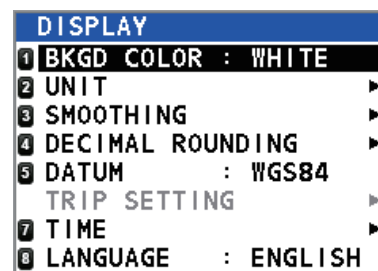 DISPLAY
1 BKGD COLOR : WHITE
2 UNIT
3 SMOOTHING
4 DECIMAL ROUNDING
5 DATUM : WGS84
TRIP SETTING
7 TIME
8 LANGUAGE : ENGLISH